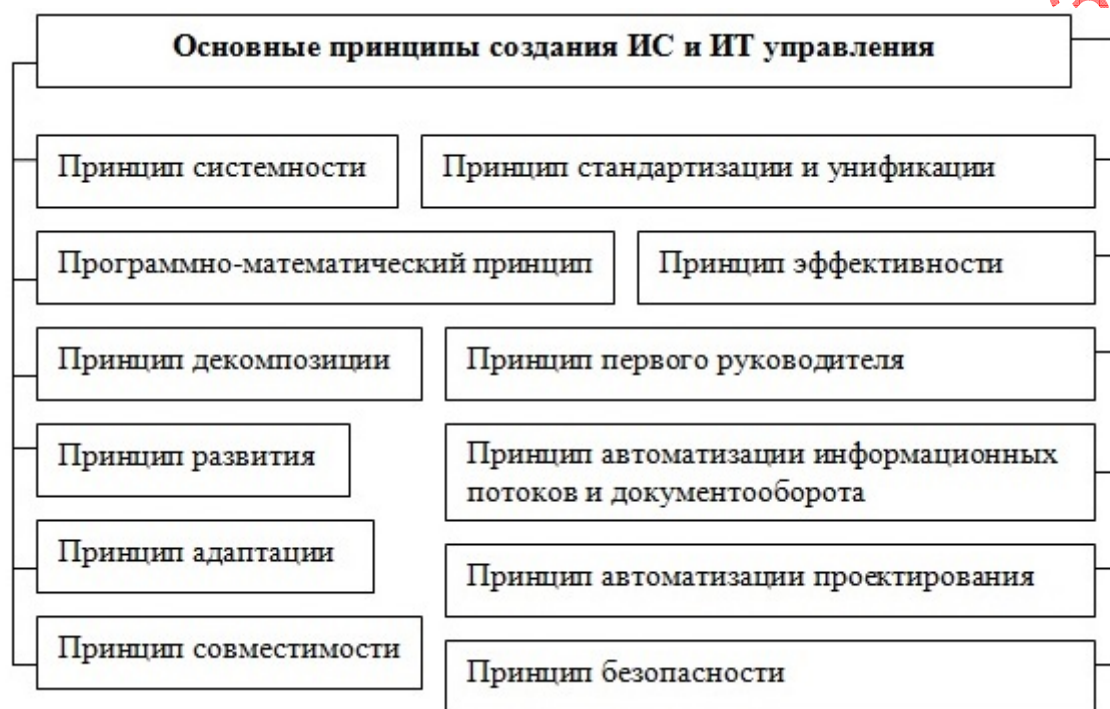 Основные принципы создания ИС и ИТ управления
Принцип системности
Принцип стандартизации и унификации
Программно-математический принцип
Принцип эффективности
Принцип декомпозиции
Принцип первого руководителя
Принцип развития
Принцип автоматизации информационных
потоков и документооборота
Принцип адаптации
Принцип автоматизации проектирования
Принцип совместимости
Принцип безопасности